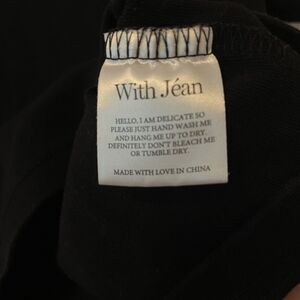 With Jéan
HELLO, I AM DELICATE SO
PLEASE JUST HAND WASH ME
AND HANG ME UP TO DRY.
DEFINITELY DON'T BLEACH ME
OR TUMBLE DRY.
MADE WITH LOVE IN CHINA